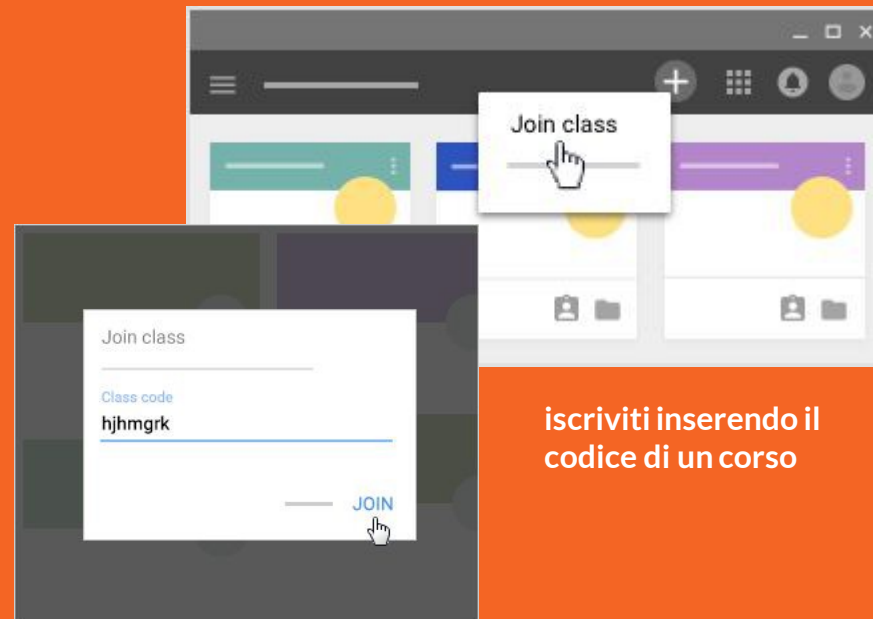 Join class
Join class
Class code
hjhmgrk
JOIN
iscriviti inserendo il
codice di un corso